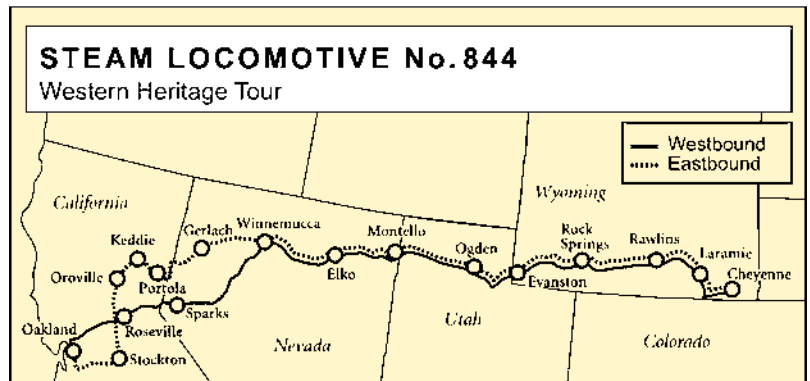 STEAM LOCOMOTIVE No. 844
Western Heritage Tour
Westbound
Eastbound
California
Wyoming
Keddie
Gerlach
Winnemucca
Montello
Ogden
Rock
Springs
Rawlins
Laramie
Cheyenne
Oroville
Portola
Elko
Evanston
Sparks
Oakland
Roseville
Stockton
Nevada
Utah
Colorado